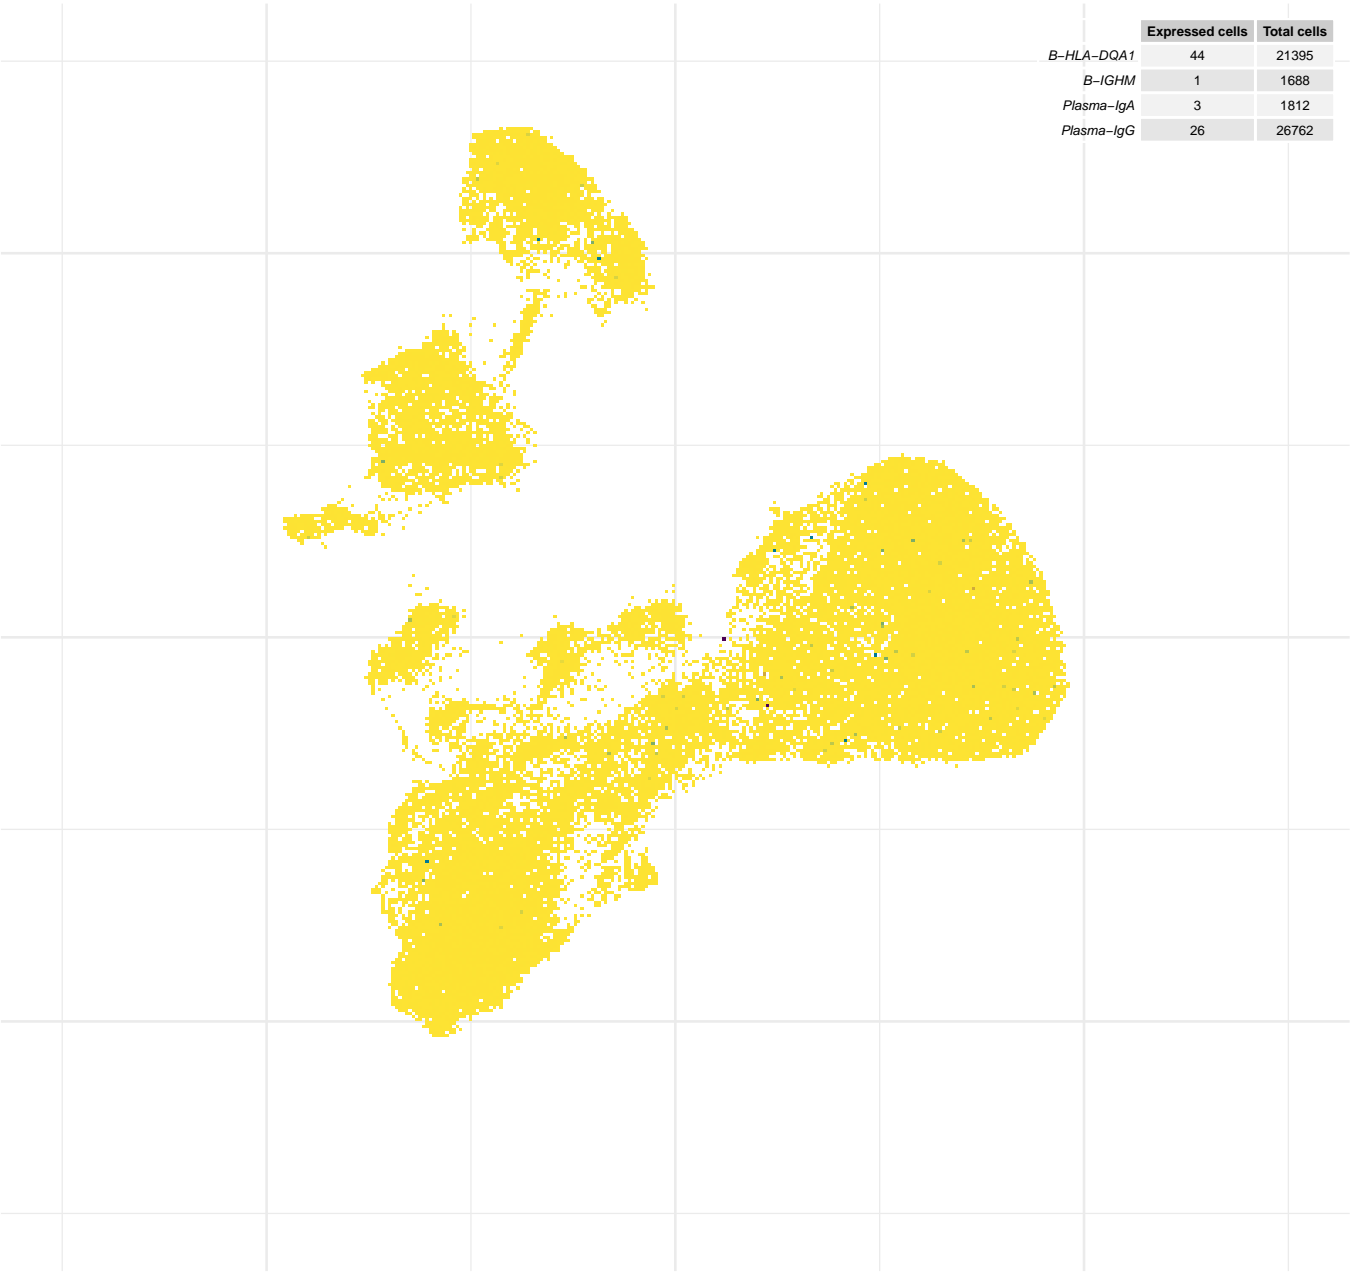 Expressed cells Total cells
B−HLA−DQA1 44 21395
B−IGHM 1 1688
Plasma−IgA 3 1812
Plasma−IgG 26 26762